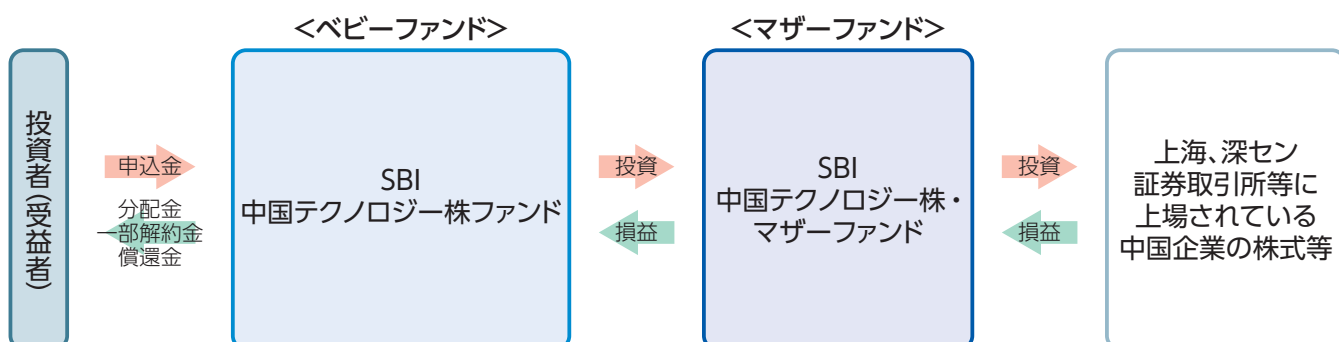 <ベビーファンド>
<マザーファンド>
投資者（受益者）
申込金
分配金
一部解約金
償還金
SBI
中国テクノロジー株ファンド
投資
損益
SBI
中国テクノロジー株・
マザーファンド
投資
損益
上海、深セン
証券取引所等に
上場されている
中国企業の株式等